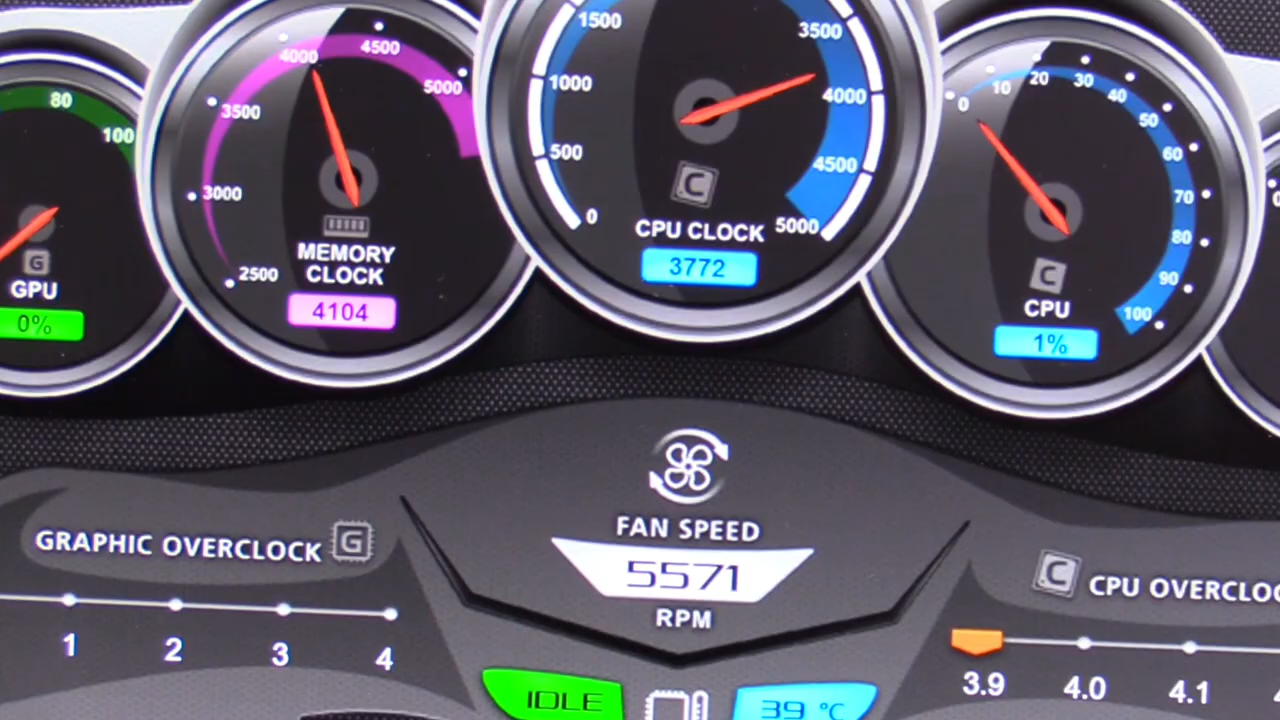 80
100
G
GPU
0%
4000
4500
3500
5000
3000
2500
MEMORY
CLOCK
4104
1500
3500
1000
4000
500
4500
0
5000
C
CPU CLOCK
3772
0
10
20
30
40
50
60
70
80
90
100
C
CPU
1%
GRAPHIC OVERCLOCK G
1
2
3
4
FAN SPEED
5571
RPM
IDLE
39 °C
C CPU OVERCLO
3.9
4.0
4.1